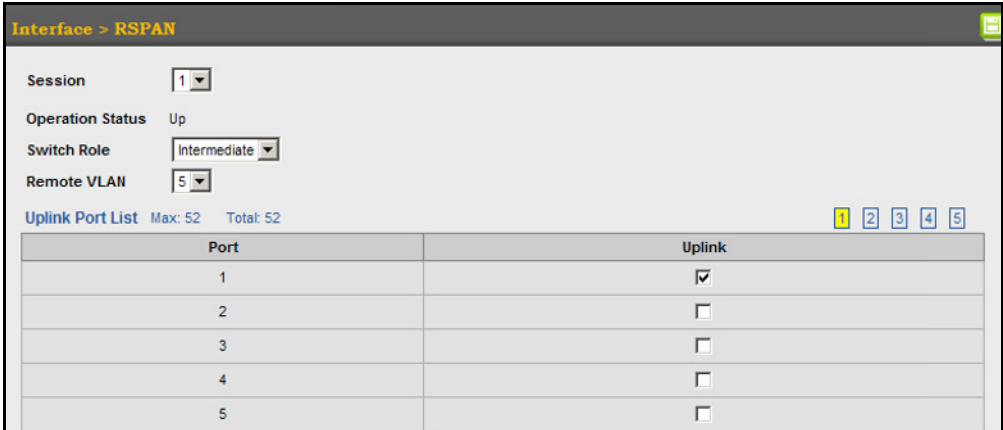 Interface > RSPAN
Session 1
Operation Status Up
Switch Role Intermediate
Remote VLAN 5
Uplink Port List Max: 52 Total: 52 1 2 3 4 5
Port Uplink
1
2
3
4
5